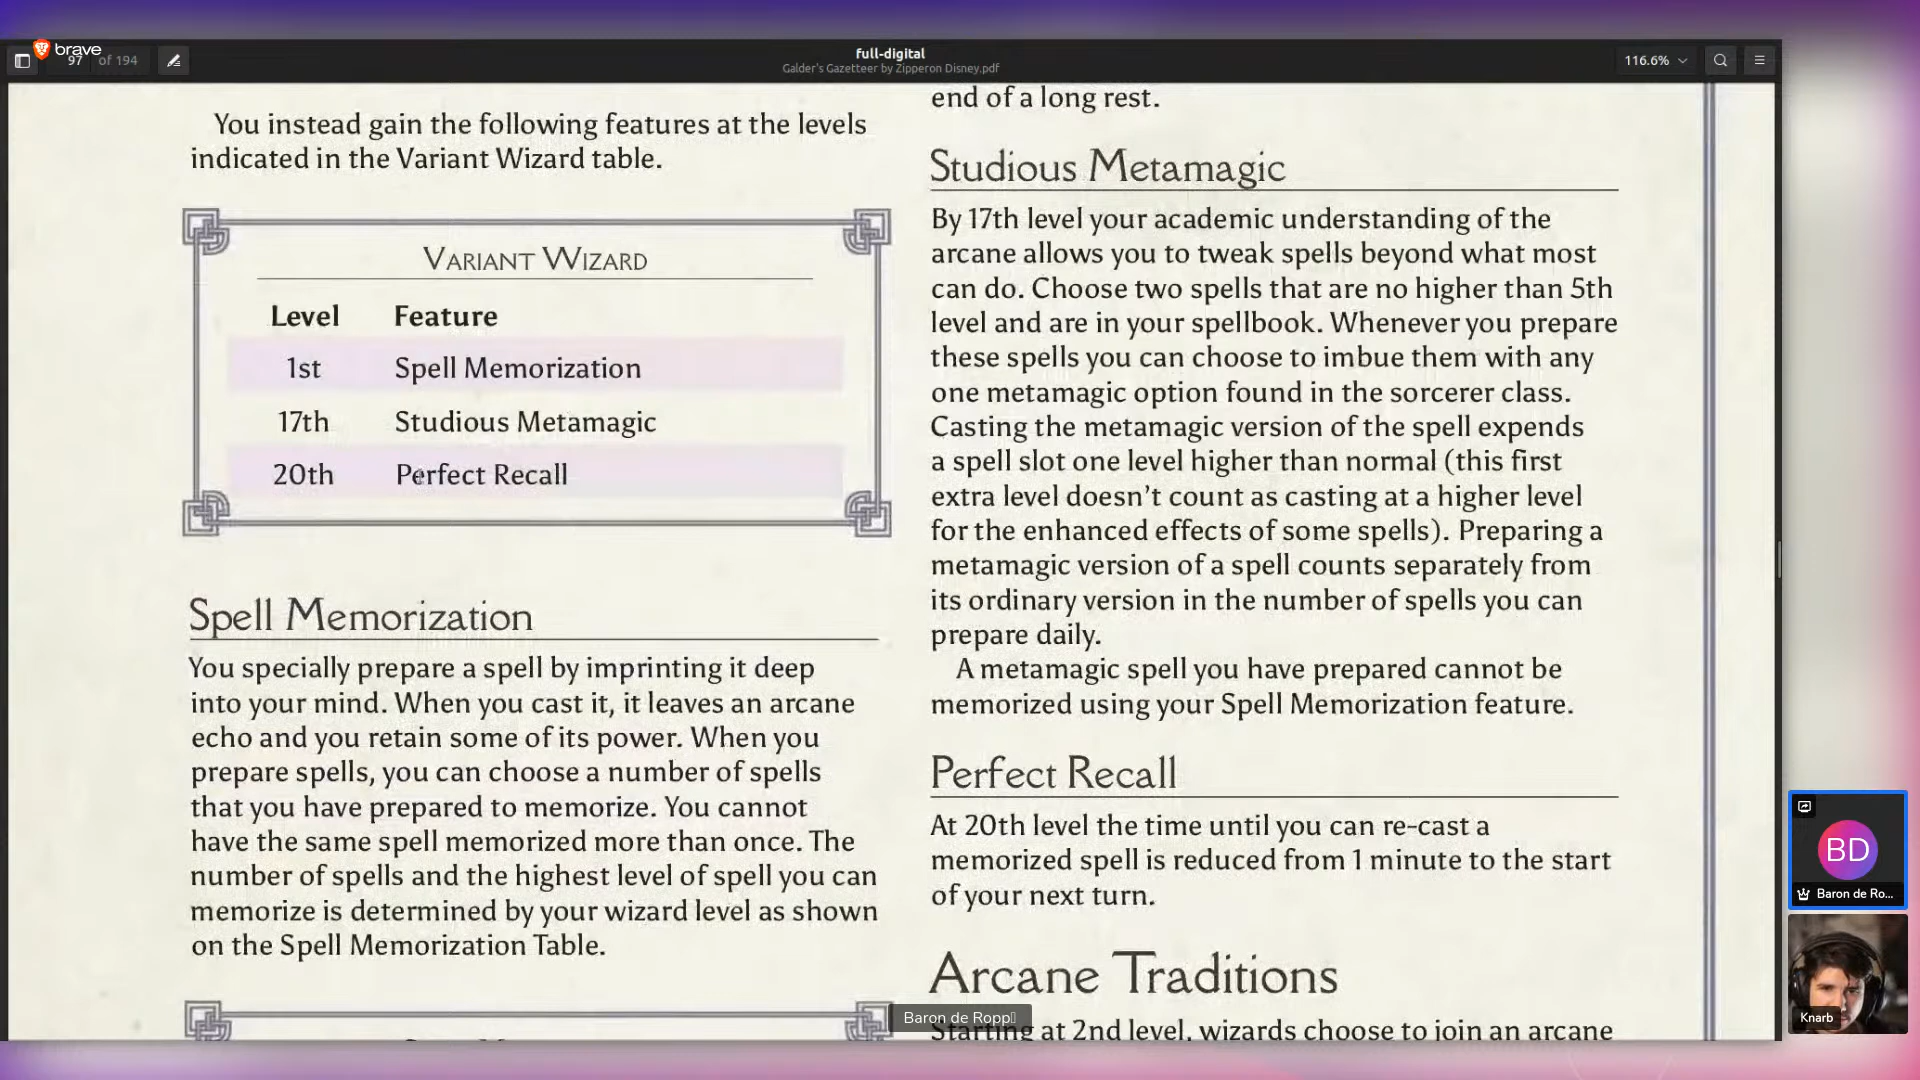 brave
97 of 194
full-digital
Galder's Gazetteer by Zipperon Disney.pdf
116.6%
You instead gain the following features at the levels
indicated in the Variant Wizard table.
VARIANT WIZARD
Level Feature
1st Spell Memorization
17th Studious Metamagic
20th Perfect Recall
Spell Memorization
You specially prepare a spell by imprinting it deep
into your mind. When you cast it, it leaves an arcane
echo and you retain some of its power. When you
prepare spells, you can choose a number of spells
that you have prepared to memorize. You cannot
have the same spell memorized more than once. The
number of spells and the highest level of spell you can
memorize is determined by your wizard level as shown
on the Spell Memorization Table.
end of a long rest.
Studious Metamagic
By 17th level your academic understanding of the
arcane allows you to tweak spells beyond what most
can do. Choose two spells that are no higher than 5th
level and are in your spellbook. Whenever you prepare
these spells you can choose to imbue them with any
one metamagic option found in the sorcerer class.
Casting the metamagic version of the spell expends
a spell slot one level higher than normal (this first
extra level doesn't count as casting at a higher level
for the enhanced effects of some spells). Preparing a
metamagic version of a spell counts separately from
its ordinary version in the number of spells you can
prepare daily.
A metamagic spell you have prepared cannot be
memorized using your Spell Memorization feature.
Perfect Recall
At 20th level the time until you can re-cast a
memorized spell is reduced from 1 minute to the start
of your next turn.
Arcane Traditions
Starting at 2nd level, wizards choose to join an arcane
Baron de Ropp
BD
Baron de Ro...
Knarb